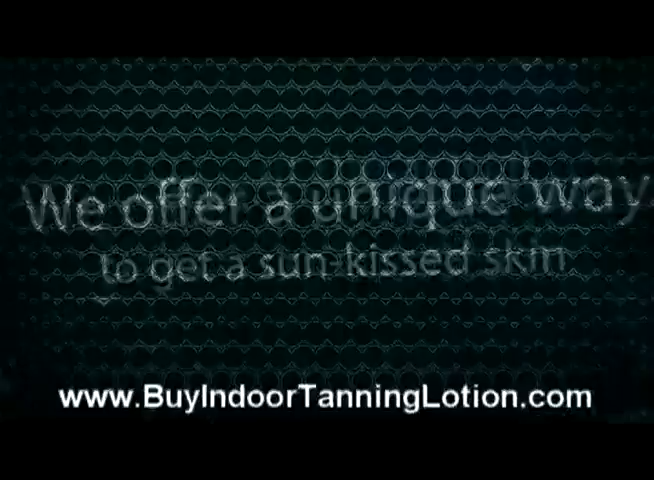 We offer a unique way
to get a sun-kissed skin
www.BuyIndoorTanningLotion.com